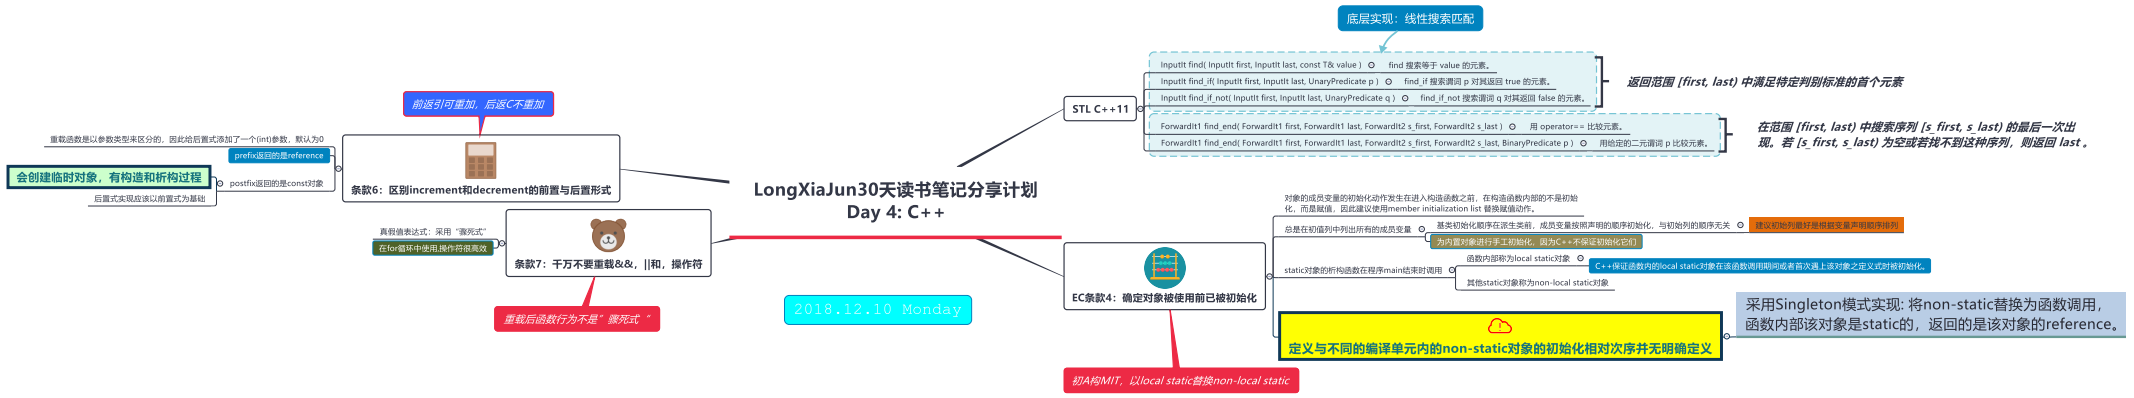 LongXiaJun30天读书笔记分享计划
Day 4: C++
2018.12.10 Monday
底层实现：线性搜索匹配
STL C++11
InputIt find( InputIt first, InputIt last, const T& value )
find 搜索等于 value 的元素。
InputIt find_if( InputIt first, InputIt last, UnaryPredicate p )
find_if 搜索谓词 p 对其返回 true 的元素。
InputIt find_if_not( InputIt first, InputIt last, UnaryPredicate q )
find_if_not 搜索谓词 q 对其返回 false 的元素。
返回范围 [first, last) 中满足特定判别标准的首个元素
ForwardIt1 find_end( ForwardIt1 first, ForwardIt1 last, ForwardIt2 s_first, ForwardIt2 s_last )
用 operator== 比较元素。
ForwardIt1 find_end( ForwardIt1 first, ForwardIt1 last, ForwardIt2 s_first, ForwardIt2 s_last, BinaryPredicate p )
用给定的二元谓词 p 比较元素。
在范围 [first, last) 中搜索序列 [s_first, s_last) 的最后一次出
现。若 [s_first, s_last) 为空或若找不到这种序列，则返回 last 。
EC条款4：确定对象被使用前已被初始化
初A构MIT，以local static替换non-local static
对象的成员变量的初始化动作发生在进入构造函数之前，在构造函数内部的不是初始
化，而是赋值，因此建议使用member initialization list 替换赋值动作。
总是在初值列中列出所有的成员变量
基类初始化顺序在派生类前，成员变量按照声明的顺序初始化，与初始列的顺序无关
建议初始列最好是根据变量声明顺序排列
为内置对象进行手工初始化，因为C++不保证初始化它们
static对象的析构函数在程序main结束时调用
函数内部称为local static对象
C++保证函数内的local static对象在该函数调用期间或者首次遇上该对象之定义式时被初始化。
其他static对象称为non-local static对象
定义与不同的编译单元内的non-static对象的初始化相对次序并无明确定义
采用Singleton模式实现: 将non-static替换为函数调用，
函数内部该对象是static的，返回的是该对象的reference。
前返引可重加，后返C不重加
条款6：区别increment和decrement的前置与后置形式
重载函数是以参数类型来区分的，因此给后置式添加了一个(int)参数，默认为0
prefix返回的是reference
postfix返回的是const对象
会创建临时对象，有构造和析构过程
后置式实现应该以前置式为基础
条款7：千万不要重载&&，||和，操作符
真假值表达式：采用“骤死式”
在for循环中使用,操作符很高效
重载后函数行为不是”骤死式“